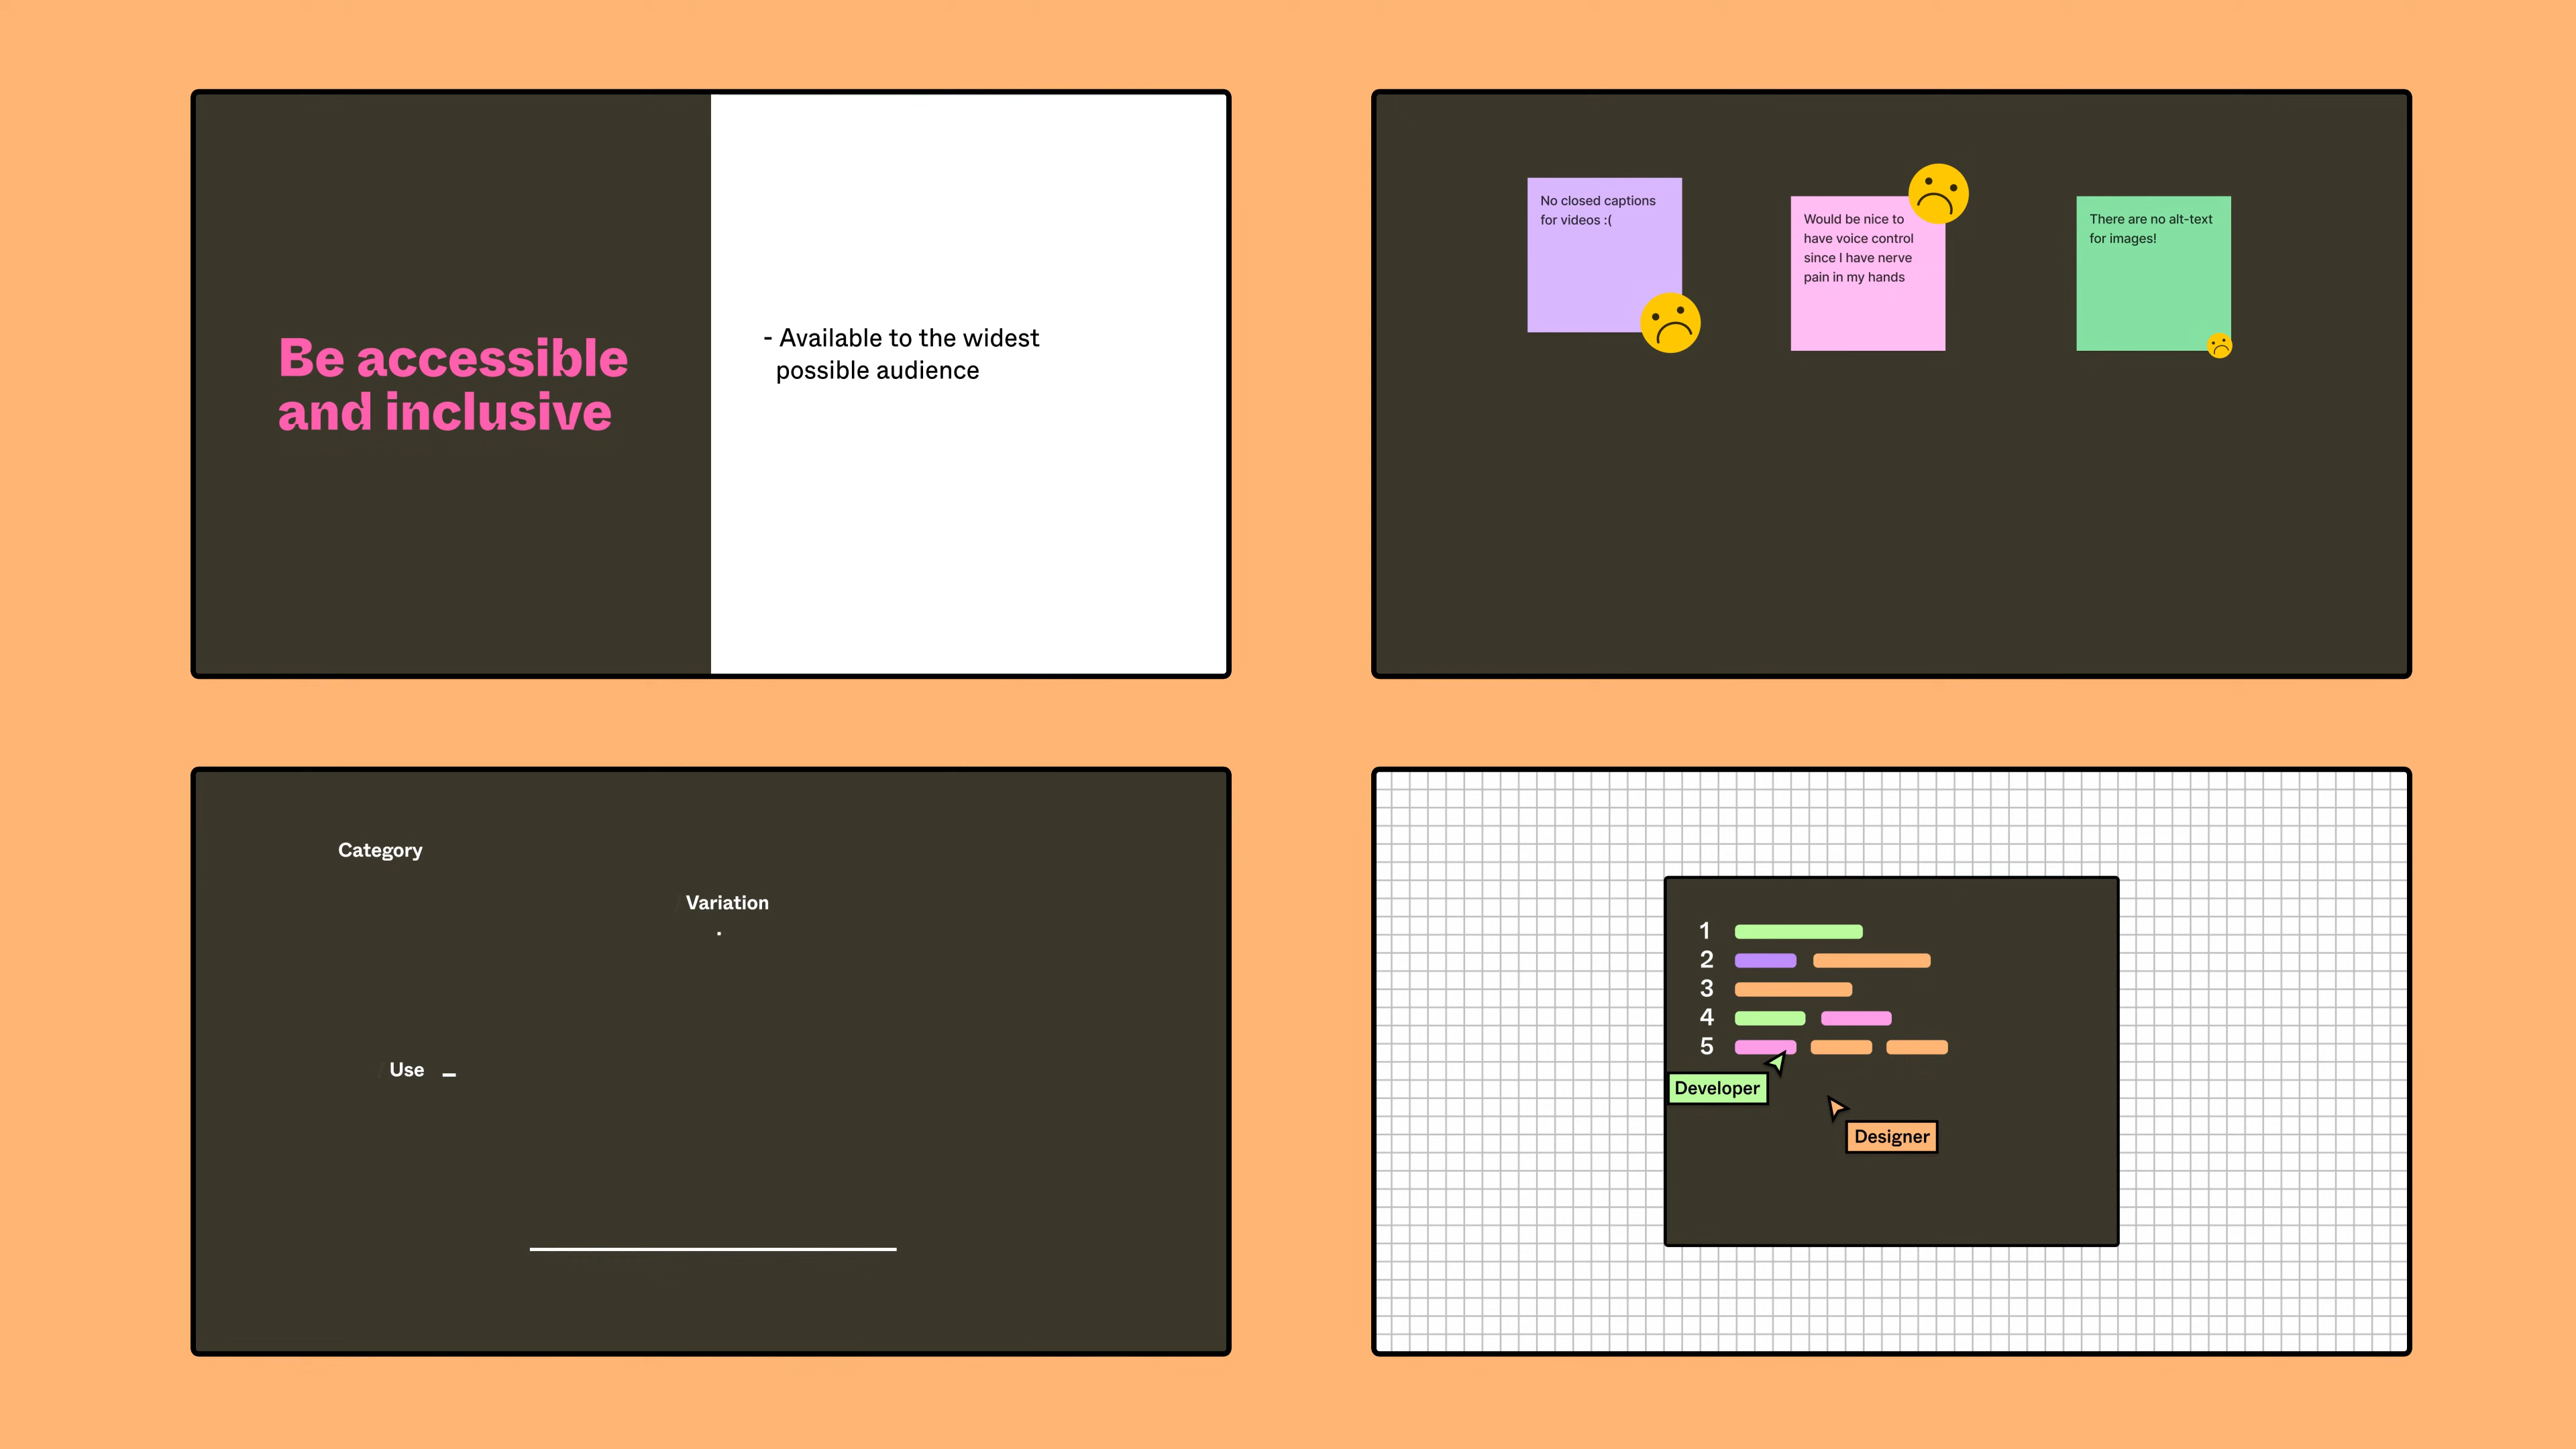 Be accessible
and inclusive
- Available to the widest
possible audience
No closed captions
for videos :(
Would be nice to
have voice control
since I have nerve
pain in my hands
There are no alt-text
for images!
Category
/ Variation
Use
1
2
3
4
5
Developer
Designer